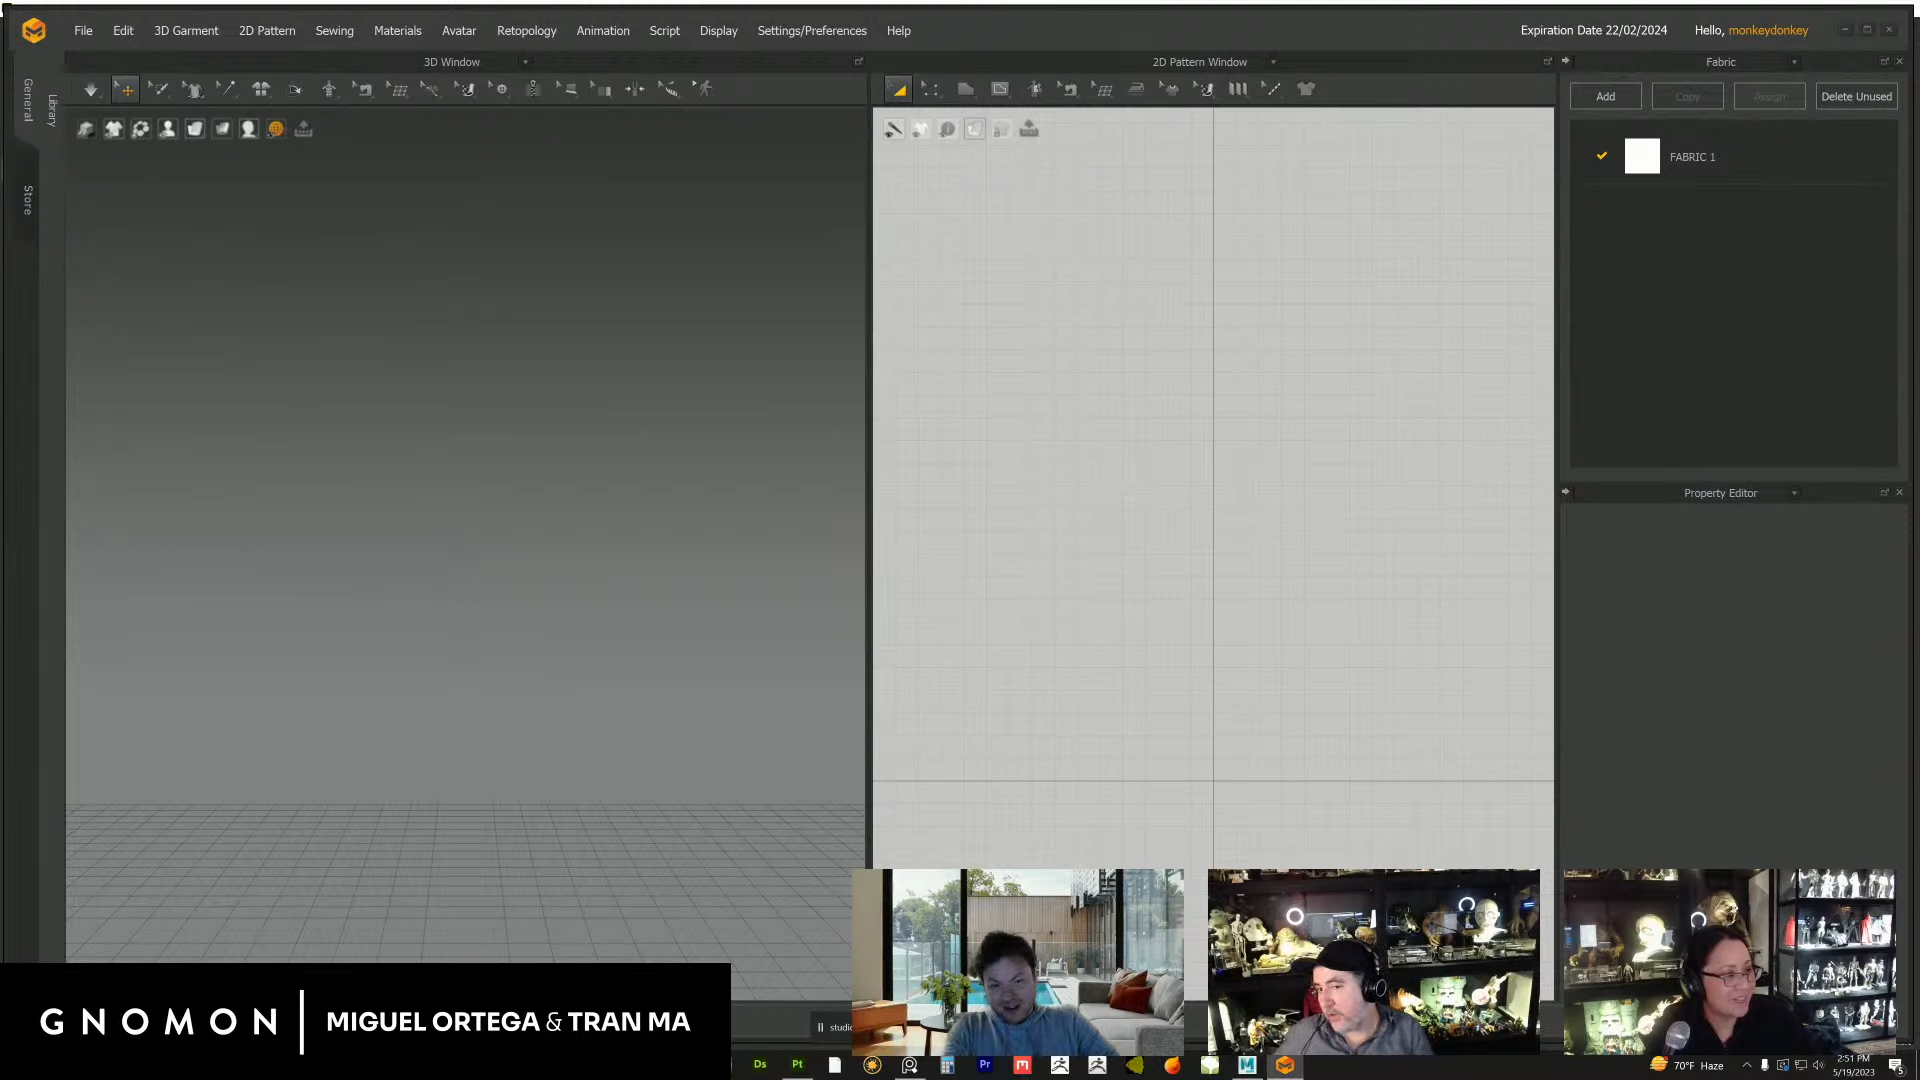 File Edit 3D Garment 2D Pattern Sewing Materials Avatar Retopology Animation Script Display Settings/Preferences Help
Expiration Date 22/02/2024 Hello, monkeydonkey
3D Window
2D Pattern Window
Fabric
General
Library
Store
Add Copy Assign Delete Unused
FABRIC 1
Property Editor
GNOMON MIGUEL ORTEGA & TRAN MA
studio
Ds Pt Pr
70°F Haze
2:51 PM
5/19/2023
5